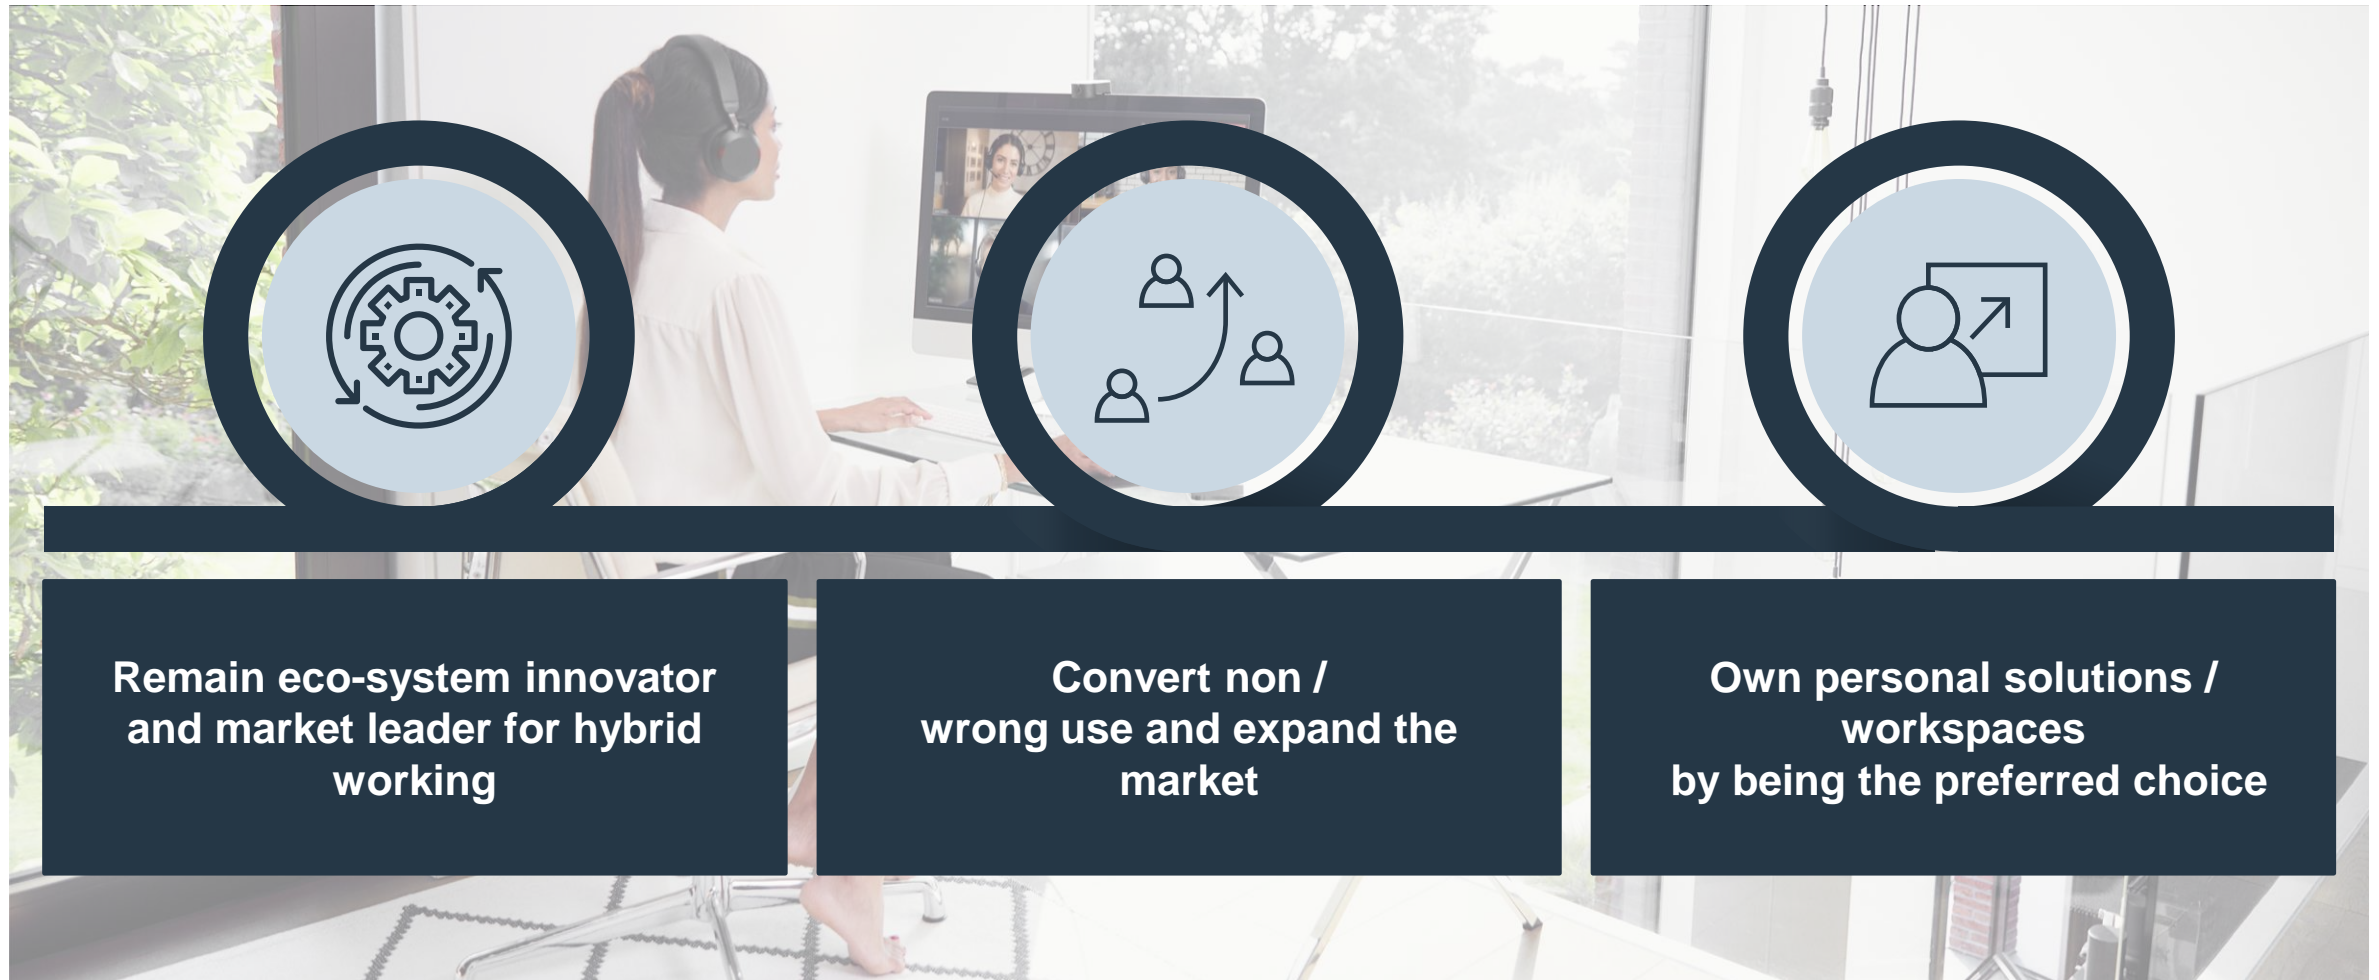 Remain eco-system innovator
and market leader for hybrid
working
Convert non /
wrong use and expand the
market
Own personal solutions /
workspaces
by being the preferred choice